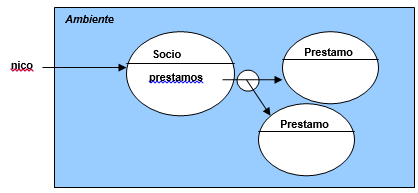 Ambiente
Socio
Prestamo
nico
prestamos
Prestamo